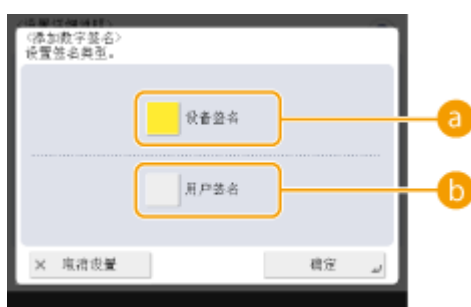 <添加数字签名>
设置签名类型。
设备签名
a
用户签名
b
× 取消设置
确定